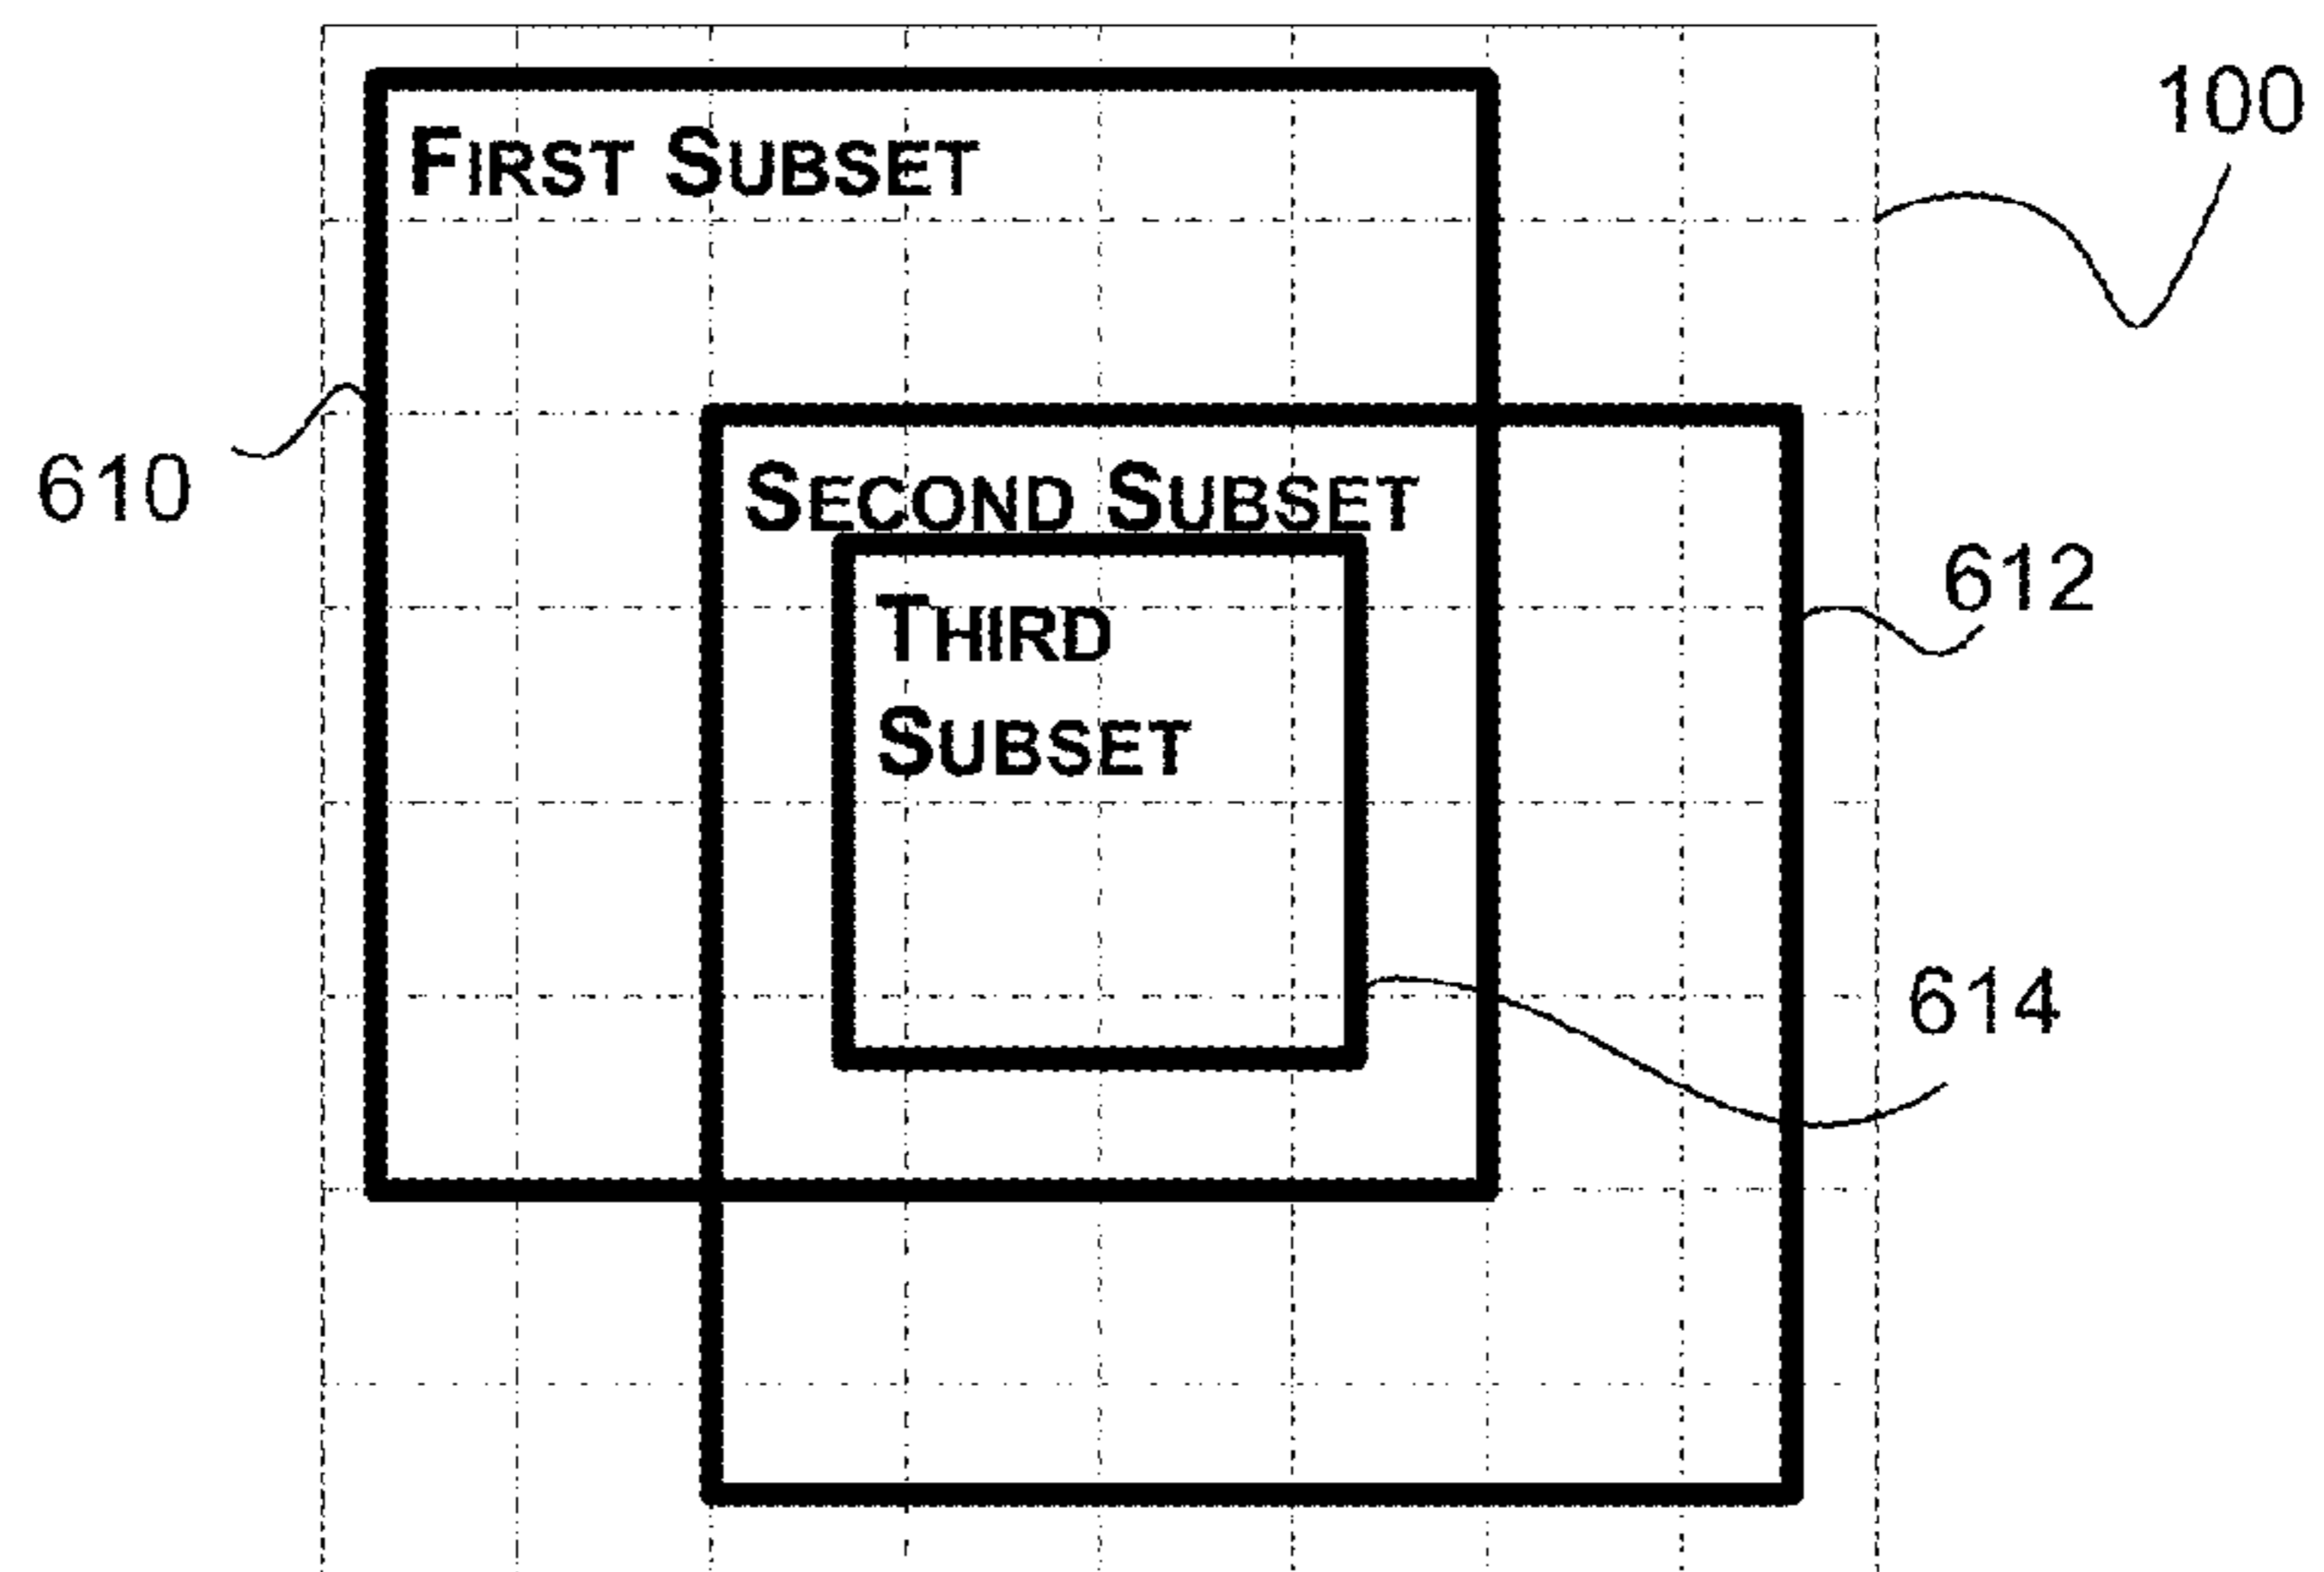 100
FIRST SUBSET
610
SECOND SUBSET
612
THIRD
SUBSET
614